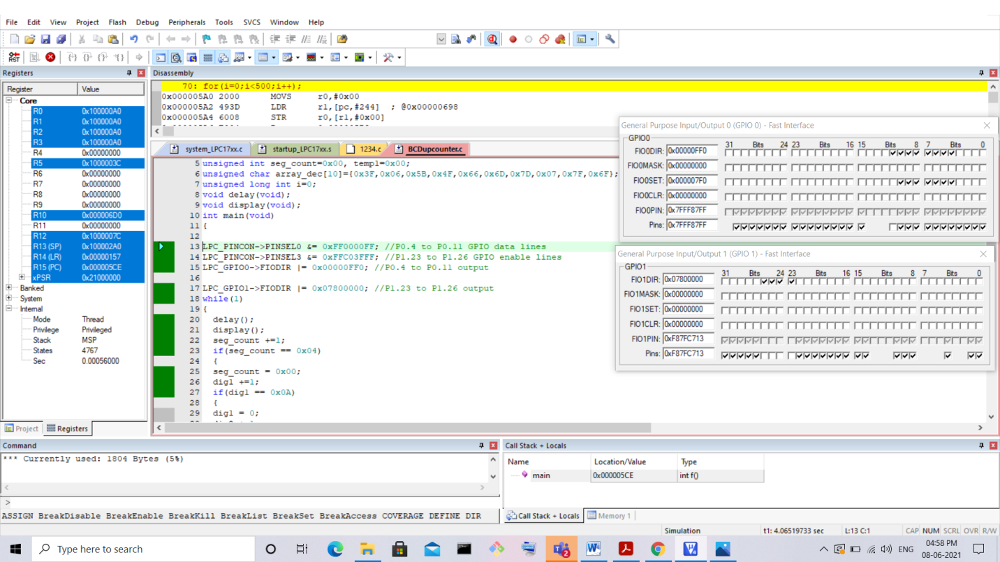 File Edit View Project Flash Debug Peripherals Tools SVCS Window Help
RST
Registers
Register Value
Core
R0 0x100000A0
R1 0x100000A0
R2 0x100000A0
R3 0x100000A0
R4 0x00000000
R5 0x1000003C
R6 0x00000000
R7 0x00000000
R8 0x00000000
R9 0x00000000
R10 0x000006D0
R11 0x00000000
R12 0x1000007C
R13 (SP) 0x100002A0
R14 (LR) 0x00000157
R15 (PC) 0x000005CE
xPSR 0x21000000
Banked
System
Internal
Mode Thread
Privilege Privileged
Stack MSP
States 4767
Sec 0.00056000
Project Registers
Disassembly
70: for(i=0;i<500;i++);
0x000005A0 2000 MOVS r0,#0x00
0x000005A2 493D LDR r1,[pc,#244] ; @0x00000698
0x000005A4 6008 STR r0,[r1,#0x00]
system_LPC17xx.c startup_LPC17xx.s 1234.c BCDupcounter.c
5 unsigned int seg_count=0x00, temp1=0x00;
6 unsigned char array_dec[10]={0x3F,0x06,0x5B,0x4F,0x66,0x6D,0x7D,0x07,0x7F,0x6F};
7 unsigned long int i=0;
8 void delay(void);
9 void display(void);
10 int main(void)
11 {
12
13 LPC_PINCON->PINSEL0 &= 0xFF0000FF; //P0.4 to P0.11 GPIO data lines
14 LPC_PINCON->PINSEL3 &= 0xFFC03FFF; //P1.23 to P1.26 GPIO enable lines
15 LPC_GPIO0->FIODIR |= 0x00000FF0; //P0.4 to P0.11 output
16
17 LPC_GPIO1->FIODIR |= 0x07800000; //P1.23 to P1.26 output
18 while(1)
19 {
20 delay();
21 display();
22 seg_count +=1;
23 if(seg_count == 0x04)
24 {
25 seg_count = 0x00;
26 dig1 +=1;
27 if(dig1 == 0x0A)
28 {
29 dig1 = 0;
General Purpose Input/Output 0 (GPIO 0) - Fast Interface
GPIO0
31 Bits 24 23 Bits 16 15 Bits 8 7 Bits 0
FIO0DIR: 0x00000FF0
FIO0MASK: 0x00000000
FIO0SET: 0x000007F0
FIO0CLR: 0x00000000
FIO0PIN: 0x7FFF87FF
Pins: 0x7FFF87FF
General Purpose Input/Output 1 (GPIO 1) - Fast Interface
GPIO1
31 Bits 24 23 Bits 16 15 Bits 8 7 Bits 0
FIO1DIR: 0x07800000
FIO1MASK: 0x00000000
FIO1SET: 0x00000000
FIO1CLR: 0x00000000
FIO1PIN: 0xF87FC713
Pins: 0xF87FC713
Command
*** Currently used: 1804 Bytes (5%)
>
ASSIGN BreakDisable BreakEnable BreakKill BreakList BreakSet BreakAccess COVERAGE DEFINE DIR
Call Stack + Locals
Name Location/Value Type
main 0x000005CE int f()
Call Stack + Locals Memory 1
Simulation t1: 4.06519733 sec L:13 C:1 CAP NUM SCRL OVR R/W
Type here to search
2
W
ENG
04:58 PM
08-06-2021